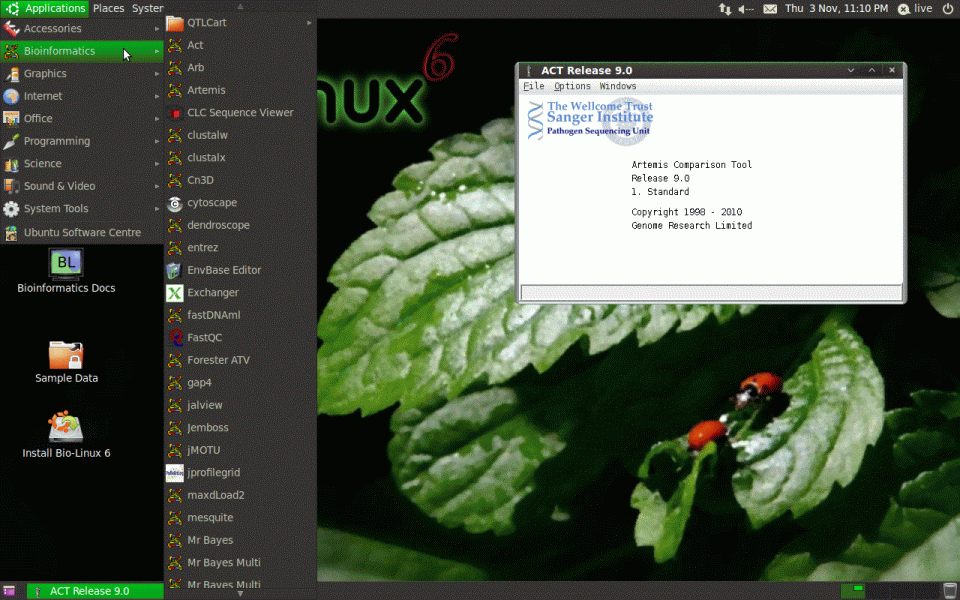 Applications Places System
Thu 3 Nov, 11:10 PM live
Accessories
Bioinformatics
Graphics
Internet
Office
Programming
Science
Sound & Video
System Tools
Ubuntu Software Centre
QTLCart
Act
Arb
Artemis
CLC Sequence Viewer
clustalw
clustalx
Cn3D
cytoscape
dendroscope
entrez
EnvBase Editor
Exchanger
fastDNAml
FastQC
Forester ATV
gap4
jalview
Jemboss
jMOTU
jprofilegrid
maxdLoad2
mesquite
Mr Bayes
Mr Bayes Multi
Mr Bayes Multi
BL
Bioinformatics Docs
Sample Data
Install Bio-Linux 6
nux 6
ACT Release 9.0
File Options Windows
The Wellcome Trust
Sanger Institute
Pathogen Sequencing Unit
Artemis Comparison Tool
Release 9.0
1. Standard
Copyright 1998 - 2010
Genome Research Limited
ACT Release 9.0